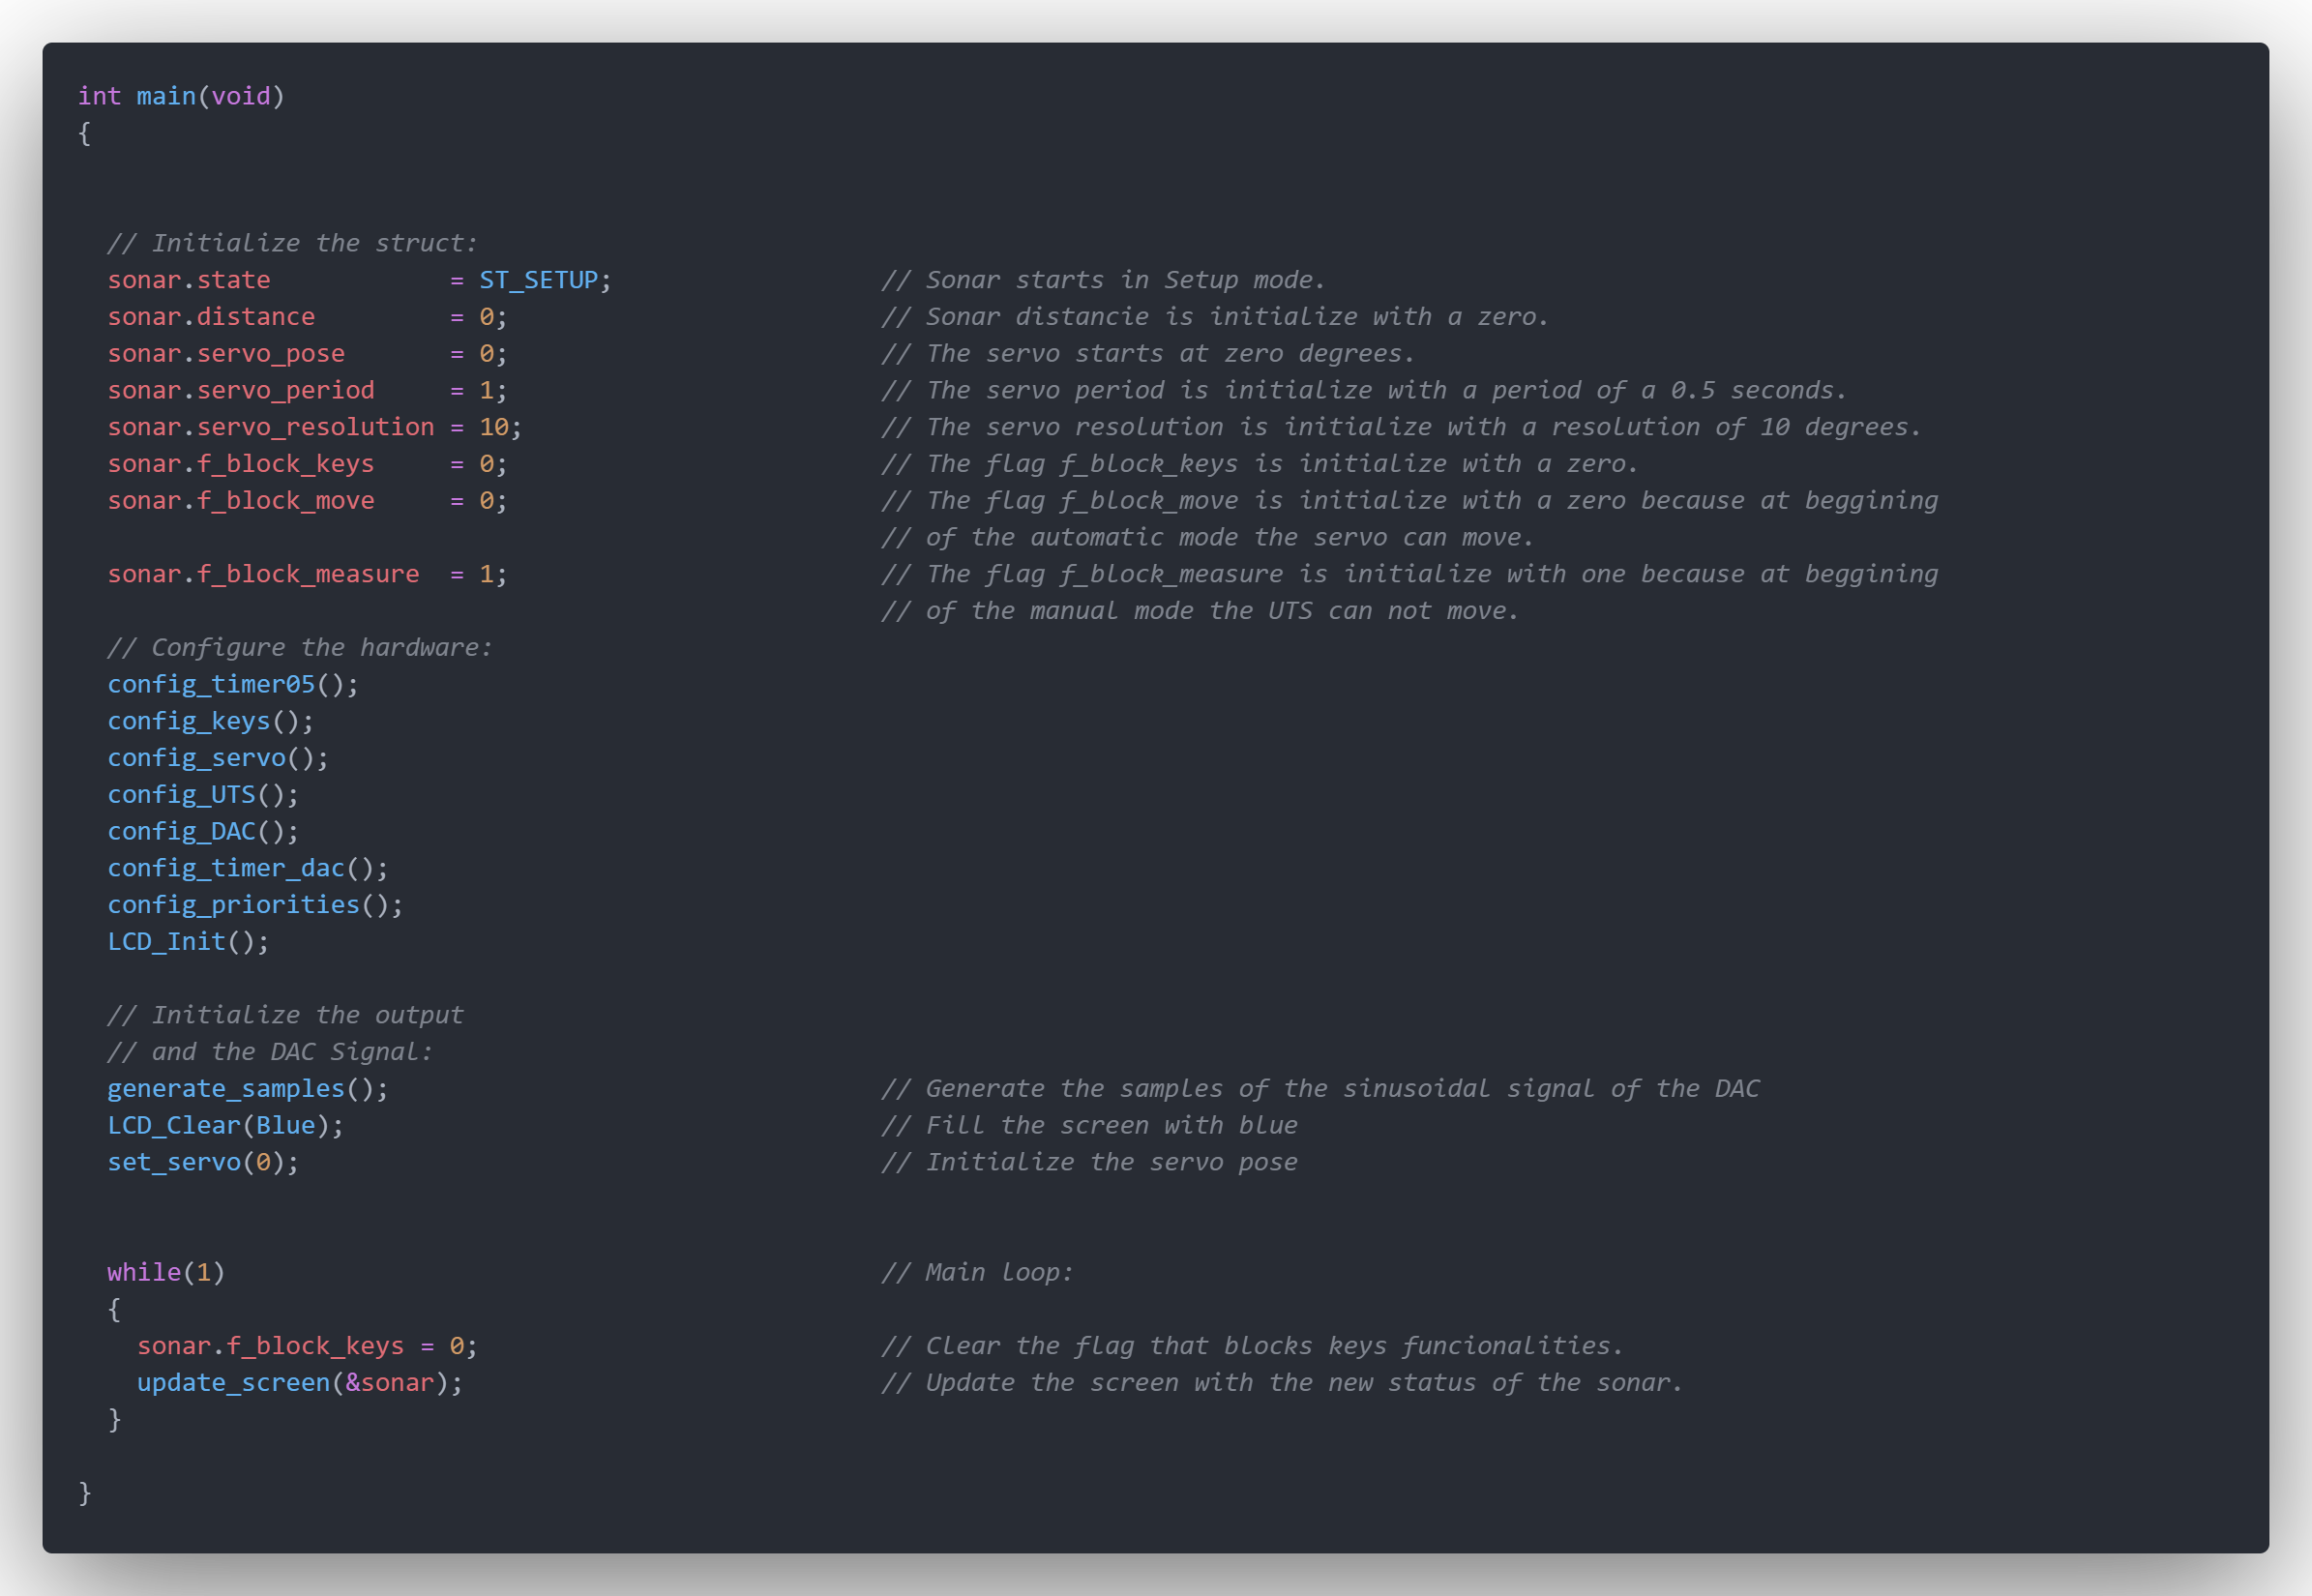 int main(void)
{
// Initialize the struct:
sonar.state            = ST_SETUP;                  // Sonar starts in Setup mode.
sonar.distance         = 0;                         // Sonar distancie is initialize with a zero.
sonar.servo_pose       = 0;                         // The servo starts at zero degrees.
sonar.servo_period     = 1;                         // The servo period is initialize with a period of a 0.5 seconds.
sonar.servo_resolution = 10;                        // The servo resolution is initialize with a resolution of 10 degrees.
sonar.f_block_keys     = 0;                         // The flag f_block_keys is initialize with a zero.
sonar.f_block_move     = 0;                         // The flag f_block_move is initialize with a zero because at beggining
// of the automatic mode the servo can move.
sonar.f_block_measure  = 1;                         // The flag f_block_measure is initialize with one because at beggining
// of the manual mode the UTS can not move.
// Configure the hardware:
config_timer05();
config_keys();
config_servo();
config_UTS();
config_DAC();
config_timer_dac();
config_priorities();
LCD_Init();
// Initialize the output
// and the DAC Signal:
generate_samples();                                 // Generate the samples of the sinusoidal signal of the DAC
LCD_Clear(Blue);                                    // Fill the screen with blue
set_servo(0);                                       // Initialize the servo pose
while(1)                                            // Main loop:
{
sonar.f_block_keys = 0;                           // Clear the flag that blocks keys funcionalities.
update_screen(&sonar);                            // Update the screen with the new status of the sonar.
}
}